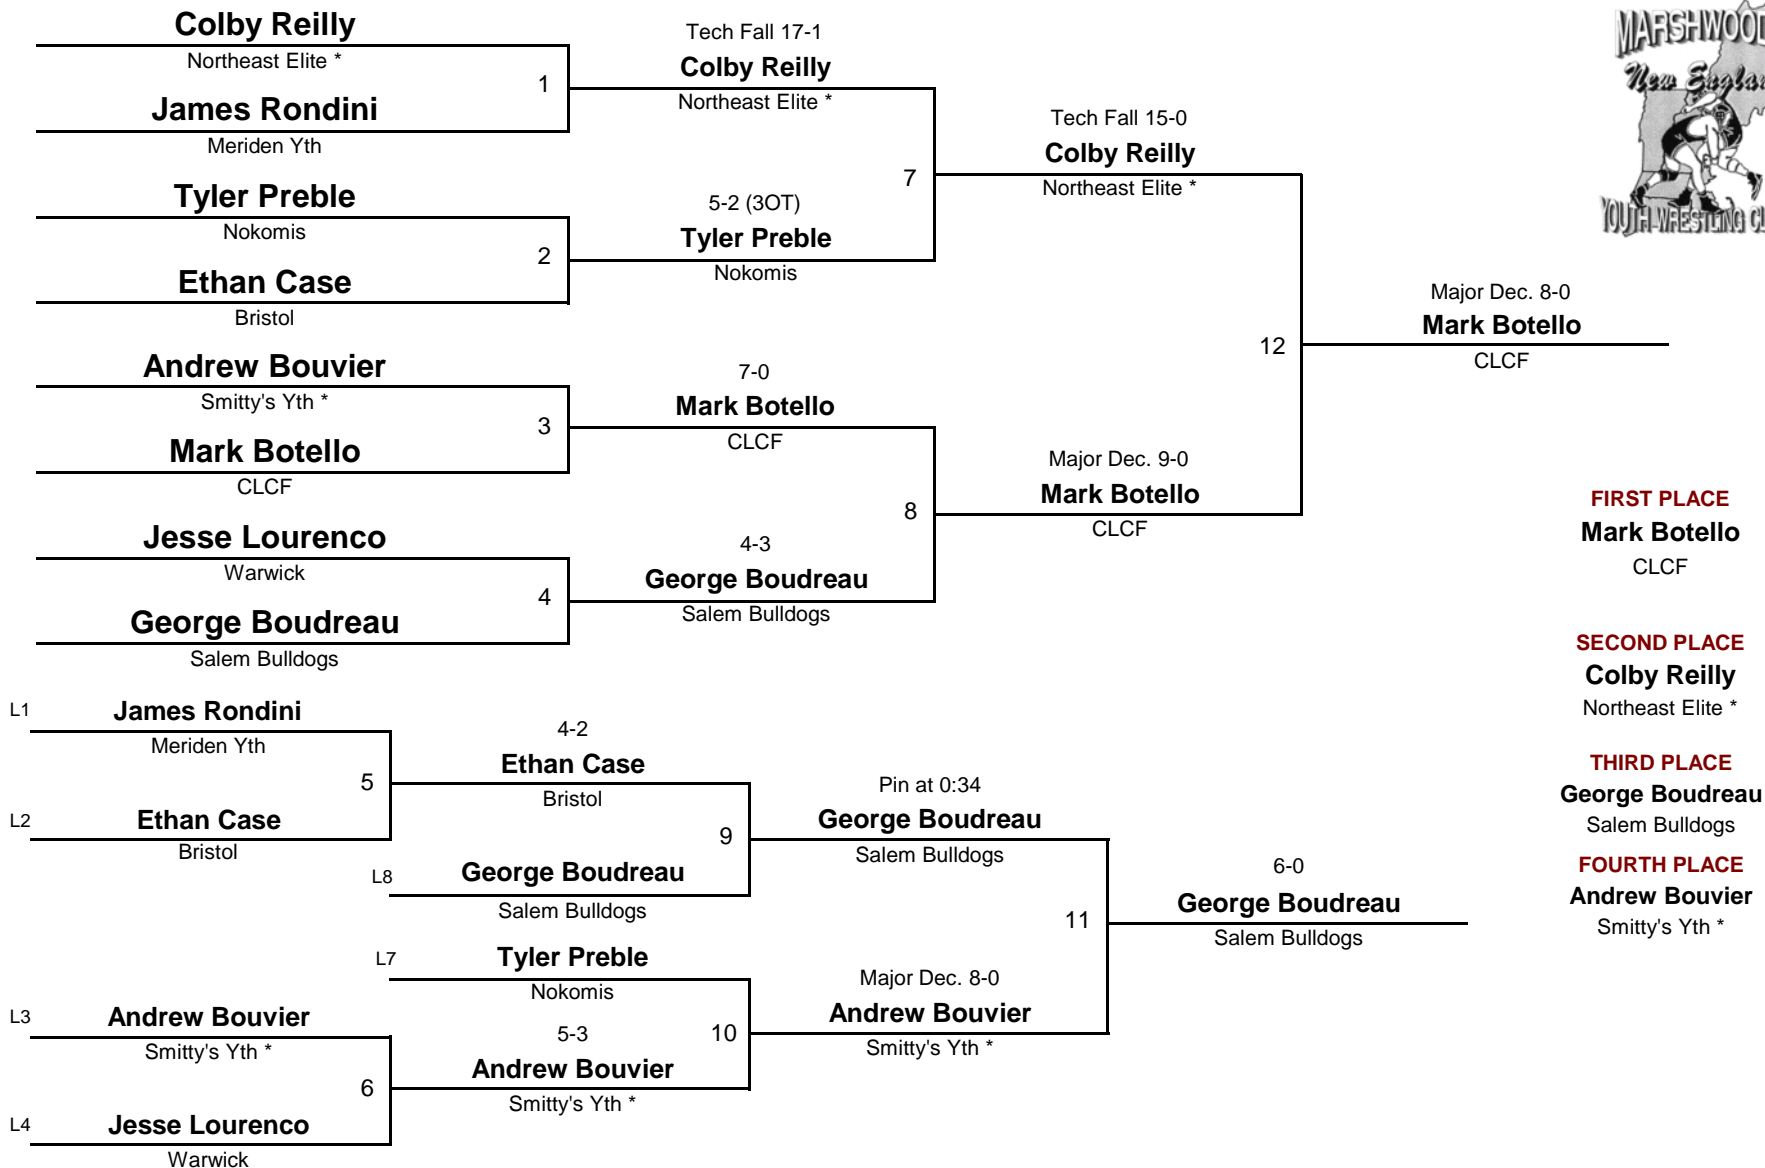 Colby Reilly
Northeast Elite *
1
James Rondini
Meriden Yth
Tyler Preble
Nokomis
2
Ethan Case
Bristol
Andrew Bouvier
Smitty's Yth *
3
Mark Botello
CLCF
Jesse Lourenco
Warwick
4
George Boudreau
Salem Bulldogs
Tech Fall 17-1
Colby Reilly
Northeast Elite *
7
5-2 (3OT)
Tyler Preble
Nokomis
7-0
Mark Botello
CLCF
8
4-3
George Boudreau
Salem Bulldogs
Tech Fall 15-0
Colby Reilly
Northeast Elite *
12
Major Dec. 9-0
Mark Botello
CLCF
Major Dec. 8-0
Mark Botello
CLCF
MARSHWOOD
New England
YOUTH WRESTLING
FIRST PLACE
Mark Botello
CLCF
SECOND PLACE
Colby Reilly
Northeast Elite *
THIRD PLACE
George Boudreau
Salem Bulldogs
FOURTH PLACE
Andrew Bouvier
Smitty's Yth *
L1
James Rondini
Meriden Yth
5
L2
Ethan Case
Bristol
4-2
Ethan Case
Bristol
9
L8
George Boudreau
Salem Bulldogs
L7
Tyler Preble
Nokomis
10
5-3
Andrew Bouvier
Smitty's Yth *
L3
Andrew Bouvier
Smitty's Yth *
6
L4
Jesse Lourenco
Warwick
Pin at 0:34
George Boudreau
Salem Bulldogs
11
Major Dec. 8-0
Andrew Bouvier
Smitty's Yth *
6-0
George Boudreau
Salem Bulldogs